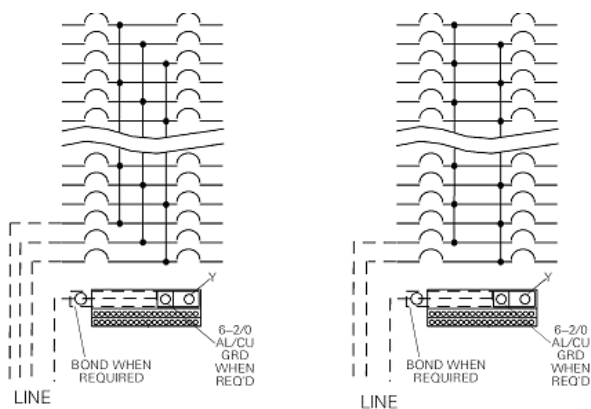 Y
6–2/0
AL/CU
GRD
WHEN
REQ'D
BOND WHEN
REQUIRED
LINE
Y
6–2/0
AL/CU
GRD
WHEN
REQ'D
BOND WHEN
REQUIRED
LINE